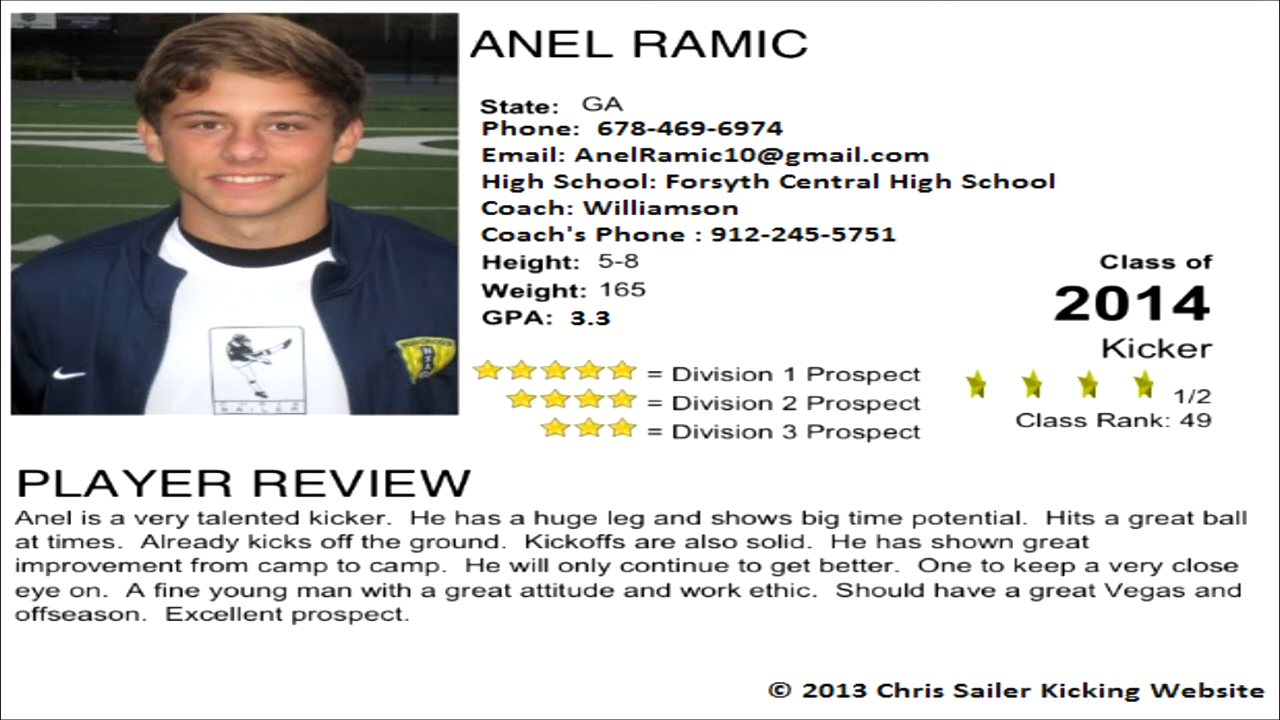 ANEL RAMIC
State: GA
Phone: 678-469-6974
Email: AnelRamic10@gmail.com
High School: Forsyth Central High School
Coach: Williamson
Coach's Phone : 912-245-5751
Height: 5-8
Weight: 165
GPA: 3.3
Class of
2014
Kicker
1/2
Class Rank: 49
= Division 1 Prospect
= Division 2 Prospect
= Division 3 Prospect
SAILER
PLAYER REVIEW
Anel is a very talented kicker. He has a huge leg and shows big time potential. Hits a great ball
at times. Already kicks off the ground. Kickoffs are also solid. He has shown great
improvement from camp to camp. He will only continue to get better. One to keep a very close
eye on. A fine young man with a great attitude and work ethic. Should have a great Vegas and
offseason. Excellent prospect.
© 2013 Chris Sailer Kicking Website